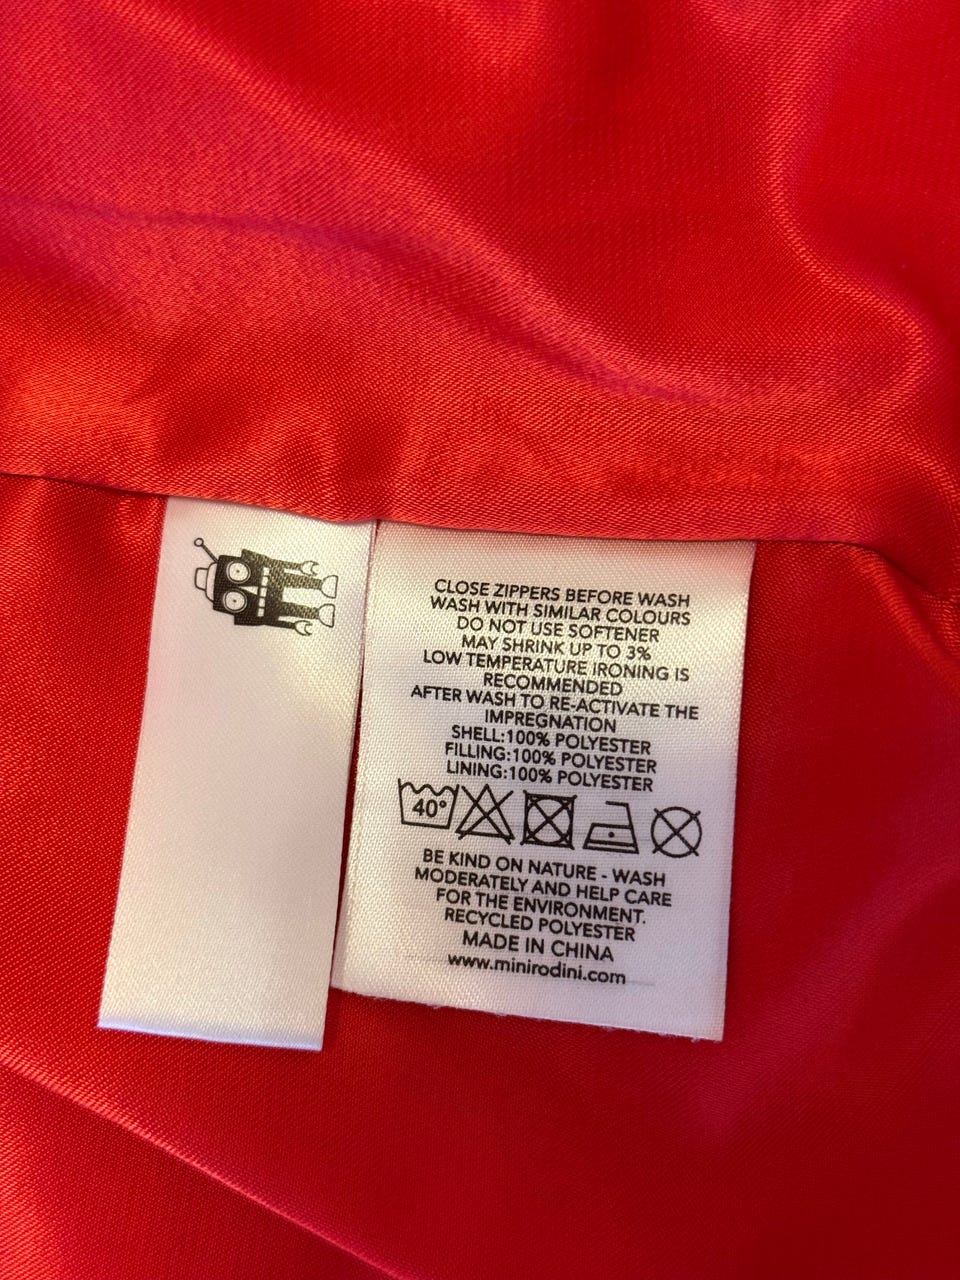 CLOSE ZIPPERS BEFORE WASH
WASH WITH SIMILAR COLOURS
DO NOT USE SOFTENER
MAY SHRINK UP TO 3%
LOW TEMPERATURE IRONING IS
RECOMMENDED
AFTER WASH TO RE-ACTIVATE THE
IMPREGNATION
SHELL:100% POLYESTER
FILLING:100% POLYESTER
LINING:100% POLYESTER
40°
BE KIND ON NATURE - WASH
MODERATELY AND HELP CARE
FOR THE ENVIRONMENT.
RECYCLED POLYESTER
MADE IN CHINA
www.minirodini.com